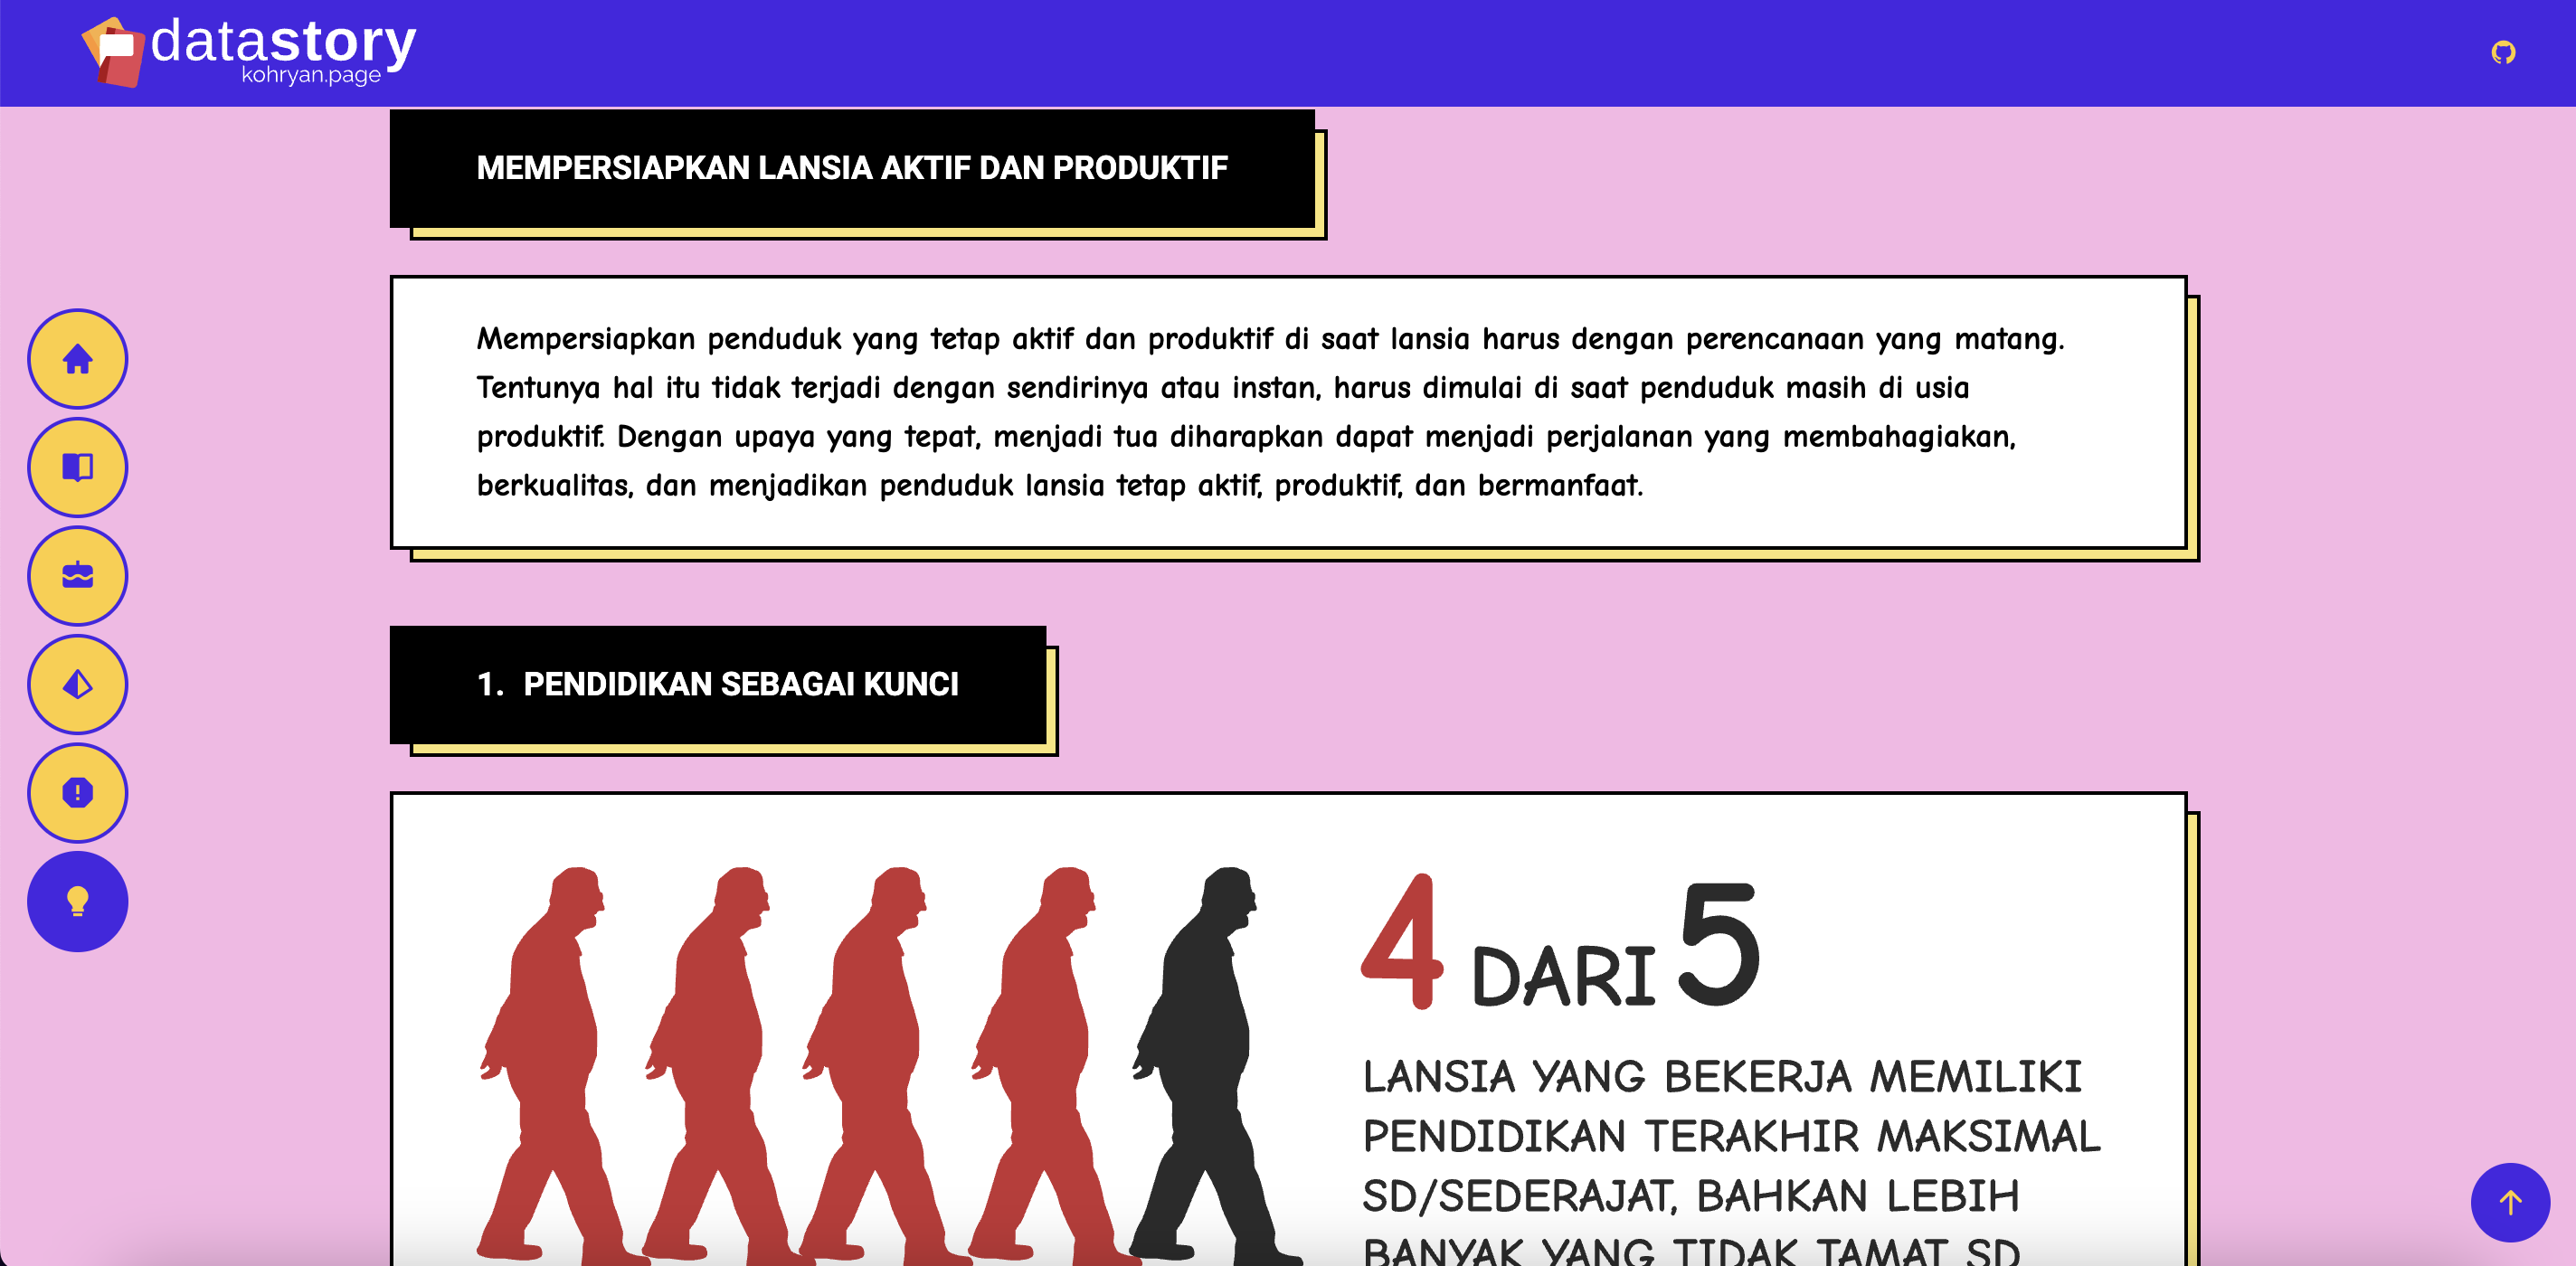 datastory
kohryan.page
MEMPERSIAPKAN LANSIA AKTIF DAN PRODUKTIF
Mempersiapkan penduduk yang tetap aktif dan produktif di saat lansia harus dengan perencanaan yang matang.
Tentunya hal itu tidak terjadi dengan sendirinya atau instan, harus dimulai di saat penduduk masih di usia
produktif. Dengan upaya yang tepat, menjadi tua diharapkan dapat menjadi perjalanan yang membahagiakan,
berkualitas, dan menjadikan penduduk lansia tetap aktif, produktif, dan bermanfaat.
1. PENDIDIKAN SEBAGAI KUNCI
4 DARI 5
LANSIA YANG BEKERJA MEMILIKI
PENDIDIKAN TERAKHIR MAKSIMAL
SD/SEDERAJAT, BAHKAN LEBIH
BANYAK YANG TIDAK TAMAT SD